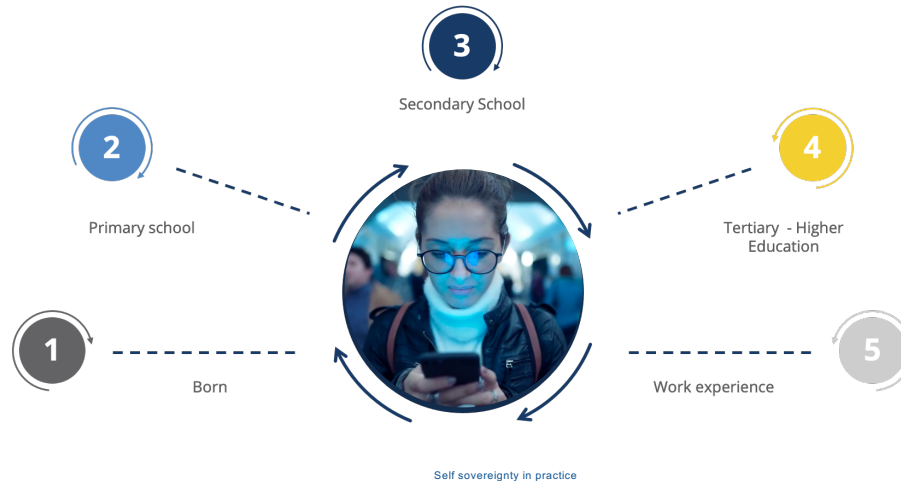 3
Secondary School
2
4
Primary school
Tertiary  - Higher
Education
1
5
Born
Work experience
Self sovereignty in practice